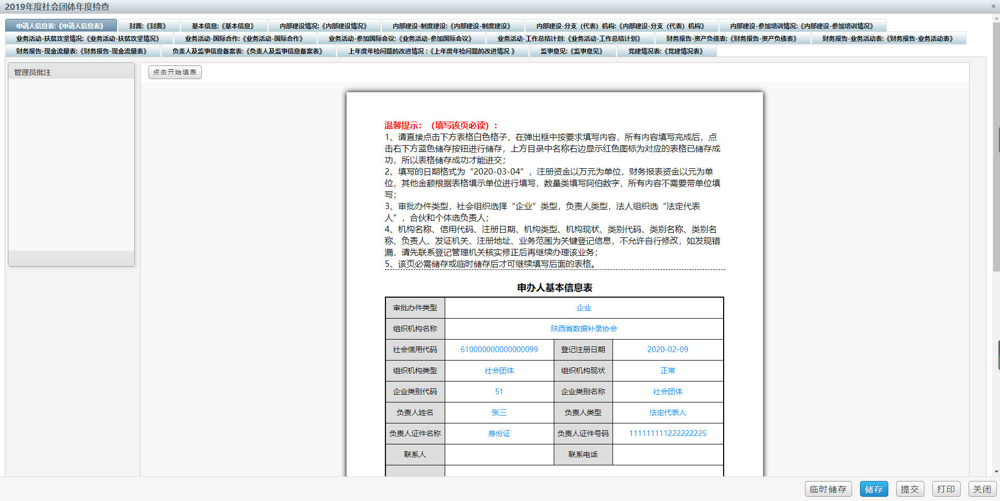 2019年度社会团体年度检查
×
申请人信息表:《申请人信息表》 封面:《封面》 基本信息:《基本信息》 内部建设情况:《内部建设情况》 内部建设-制度建设:《内部建设-制度建设》 内部建设-分支（代表）机构:《内部建设-分支（代表）机构》 内部建设-参加培训情况:《内部建设-参加培训情况》
业务活动-扶贫攻坚情况:《业务活动-扶贫攻坚情况》 业务活动-国际合作:《业务活动-国际合作》 业务活动-参加国际会议:《业务活动-参加国际会议》 业务活动-工作总结计划:《业务活动-工作总结计划》 财务报告-资产负债表:《财务报告-资产负债表》 财务报告-业务活动表:《财务报告-业务活动表》
财务报告-现金流量表:《财务报告-现金流量表》 负责人及监事信息备案表:《负责人及监事信息备案表》 上年度年检问题的改进情况 :《上年度年检问题的改进情况 》 监事意见:《监事意见》 党建情况表:《党建情况表》
管理员批注
点击开始填表
温馨提示：（填写该页必读）：
1、请直接点击下方表格白色格子，在弹出框中按要求填写内容，所有内容填写完成后，点
击右下方蓝色储存按钮进行储存，上方目录中名称右边显示红色图标为对应的表格已储存成
功，所以表格储存成功才能进交；
2、填写的日期格式为“2020-03-04”，注册资金以万元为单位，财务报表资金以元为单
位，其他金额根据表格填示单位进行填写，数量类填写阿伯数字，所有内容不需要带单位填
写；
3、审批办件类型，社会组织选择“企业”类型，负责人类型，法人组织选“法定代表
人”，合伙和个体选负责人；
4、机构名称、信用代码、注册日期、机构类型、机构现状、类别代码、类别名称、类别名
称、负责人、发证机关、注册地址、业务范围为关键登记信息，不允许自行修改，如发现错
漏，请先联系登记管理机关核实修正后再继续办理该业务；
5、该页必需储存或临时储存后才可继续填写后面的表格。
申办人基本信息表
审批办件类型 企业
组织机构名称 陕西省数据补录协会
社会信用代码 610000000000000099 登记注册日期 2020-02-09
组织机构类型 社会团体 组织机构现状 正常
企业类别代码 51 企业类别名称 社会团体
负责人姓名 张三 负责人类型 法定代表人
负责人证件名称 身份证 负责人证件号码 111111111222222225
联系人 联系电话
临时储存 储存 提交 打印 关闭